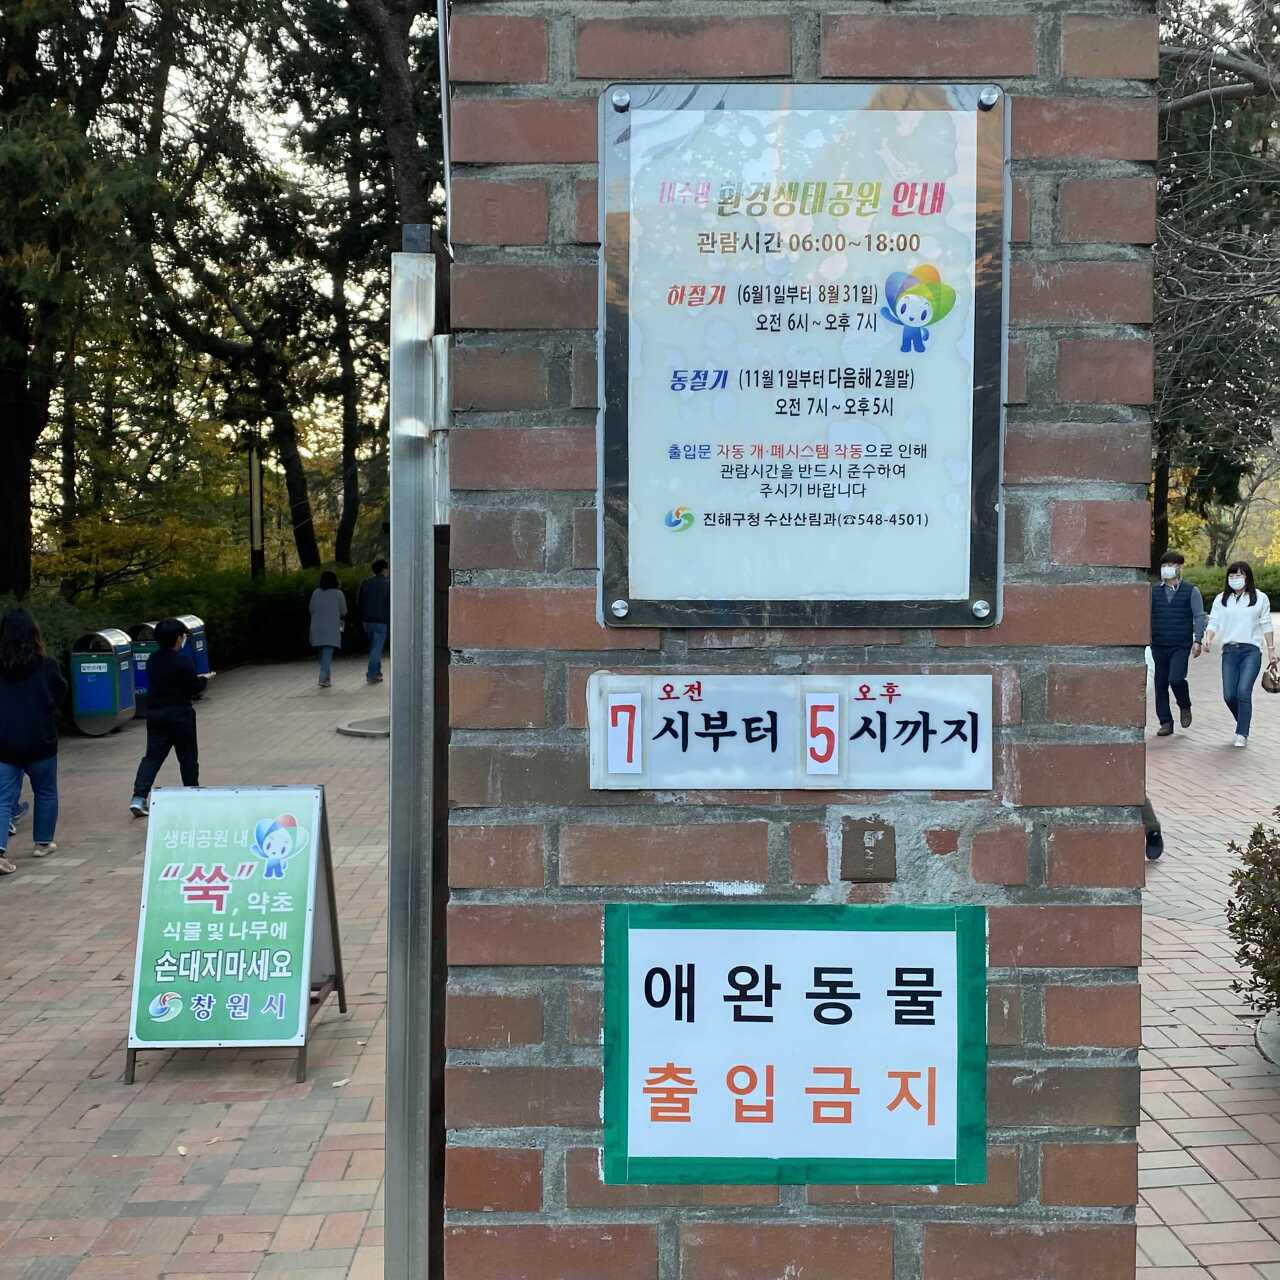 내수면 환경생태공원 안내
관람시간 06:00~18:00
하절기 (6월1일부터 8월 31일)
오전 6시 ~ 오후 7시
동절기 (11월 1일부터 다음해 2월말)
오전 7시 ~ 오후 5시
출입문 자동 개·폐시스템 작동으로 인해
관람시간을 반드시 준수하여
주시기 바랍니다
진해구청 수산산림과(☎548-4501)
오전 오후
7시부터 5시까지
애완동물
출입금지
생태공원 내
“쑥”, 약초
식물 및 나무에
손대지마세요
창원시